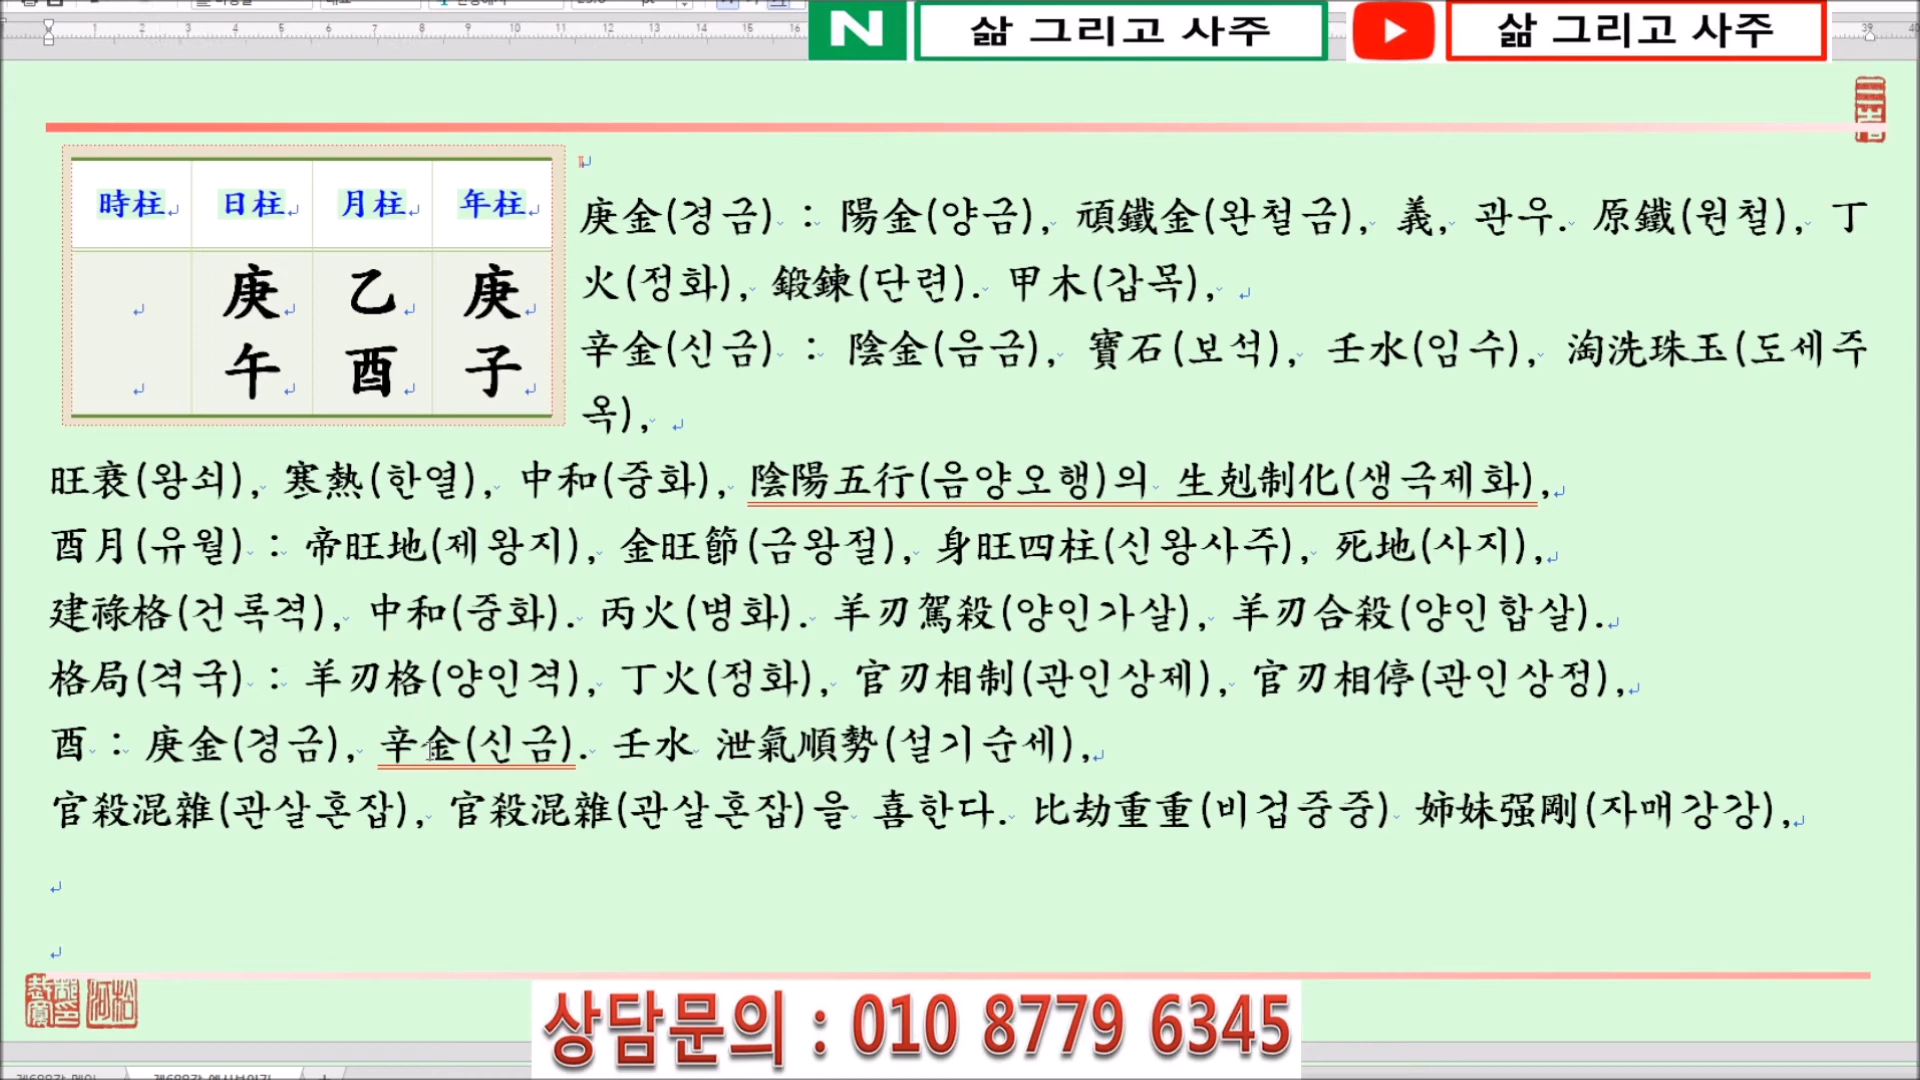 삶 그리고 사주
삶 그리고 사주
時柱 日柱 月柱 年柱
庚 乙 庚
午 酉 子
庚金(경금) : 陽金(양금), 頑鐵金(완철금), 義, 관우. 原鐵(원철), 丁
火(정화), 鍛鍊(단련). 甲木(갑목),
辛金(신금) : 陰金(음금), 寶石(보석), 壬水(임수), 淘洗珠玉(도세주
옥),
旺衰(왕쇠), 寒熱(한열), 中和(중화), 陰陽五行(음양오행)의 生剋制化(생극제화),
酉月(유월) : 帝旺地(제왕지), 金旺節(금왕절), 身旺四柱(신왕사주), 死地(사지),
建祿格(건록격), 中和(중화). 丙火(병화). 羊刃駕殺(양인가살), 羊刃合殺(양인합살).
格局(격국) : 羊刃格(양인격), 丁火(정화), 官刃相制(관인상제), 官刃相停(관인상정),
酉 : 庚金(경금), 辛金(신금). 壬水 泄氣順勢(설기순세),
官殺混雜(관살혼잡), 官殺混雜(관살혼잡)을 喜한다. 比劫重重(비겁중중) 姉妹强剛(자매강강),
상담문의 : 010 8779 6345